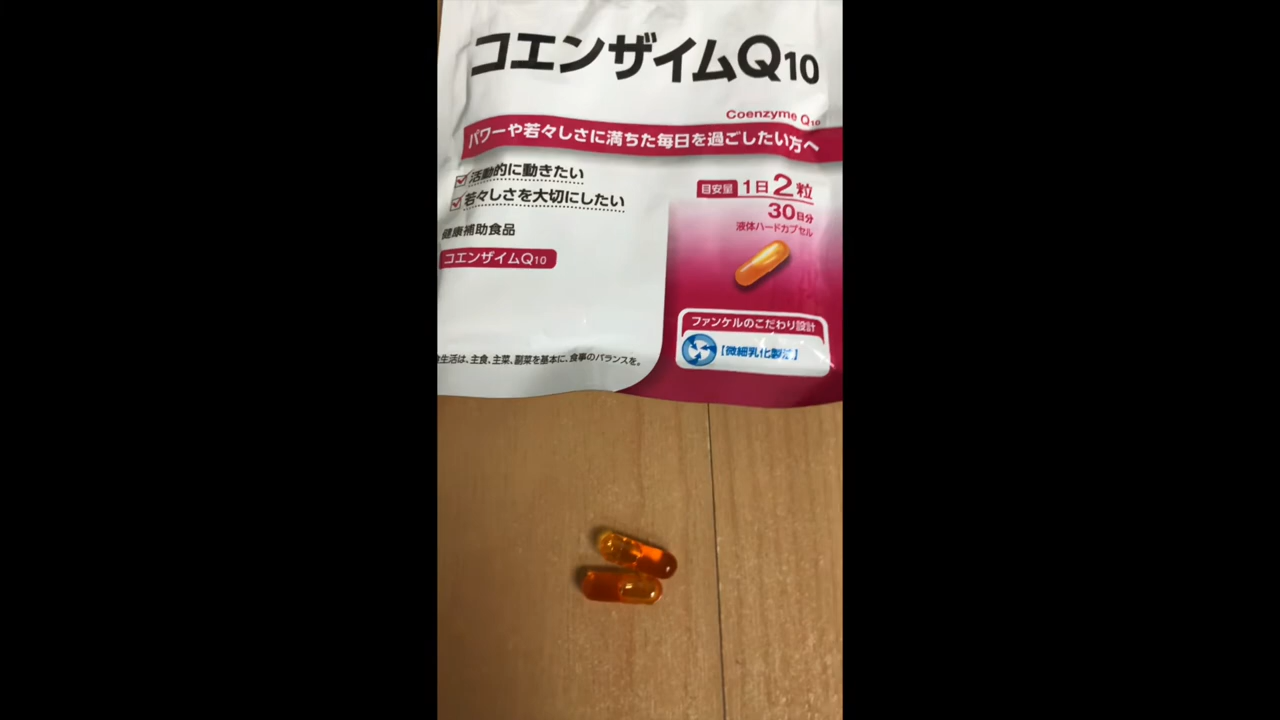 コエンザイムQ10
Coenzyme Q10
パワーや若々しさに満ちた毎日を過ごしたい方へ
活動的に動きたい
若々しさを大切にしたい
健康補助食品
コエンザイムQ10
目安量 1日2粒
30日分
液体ハードカプセル
ファンケルのこだわり設計
【微細乳化製法】
食生活は、主食、主菜、副菜を基本に、食事のバランスを。